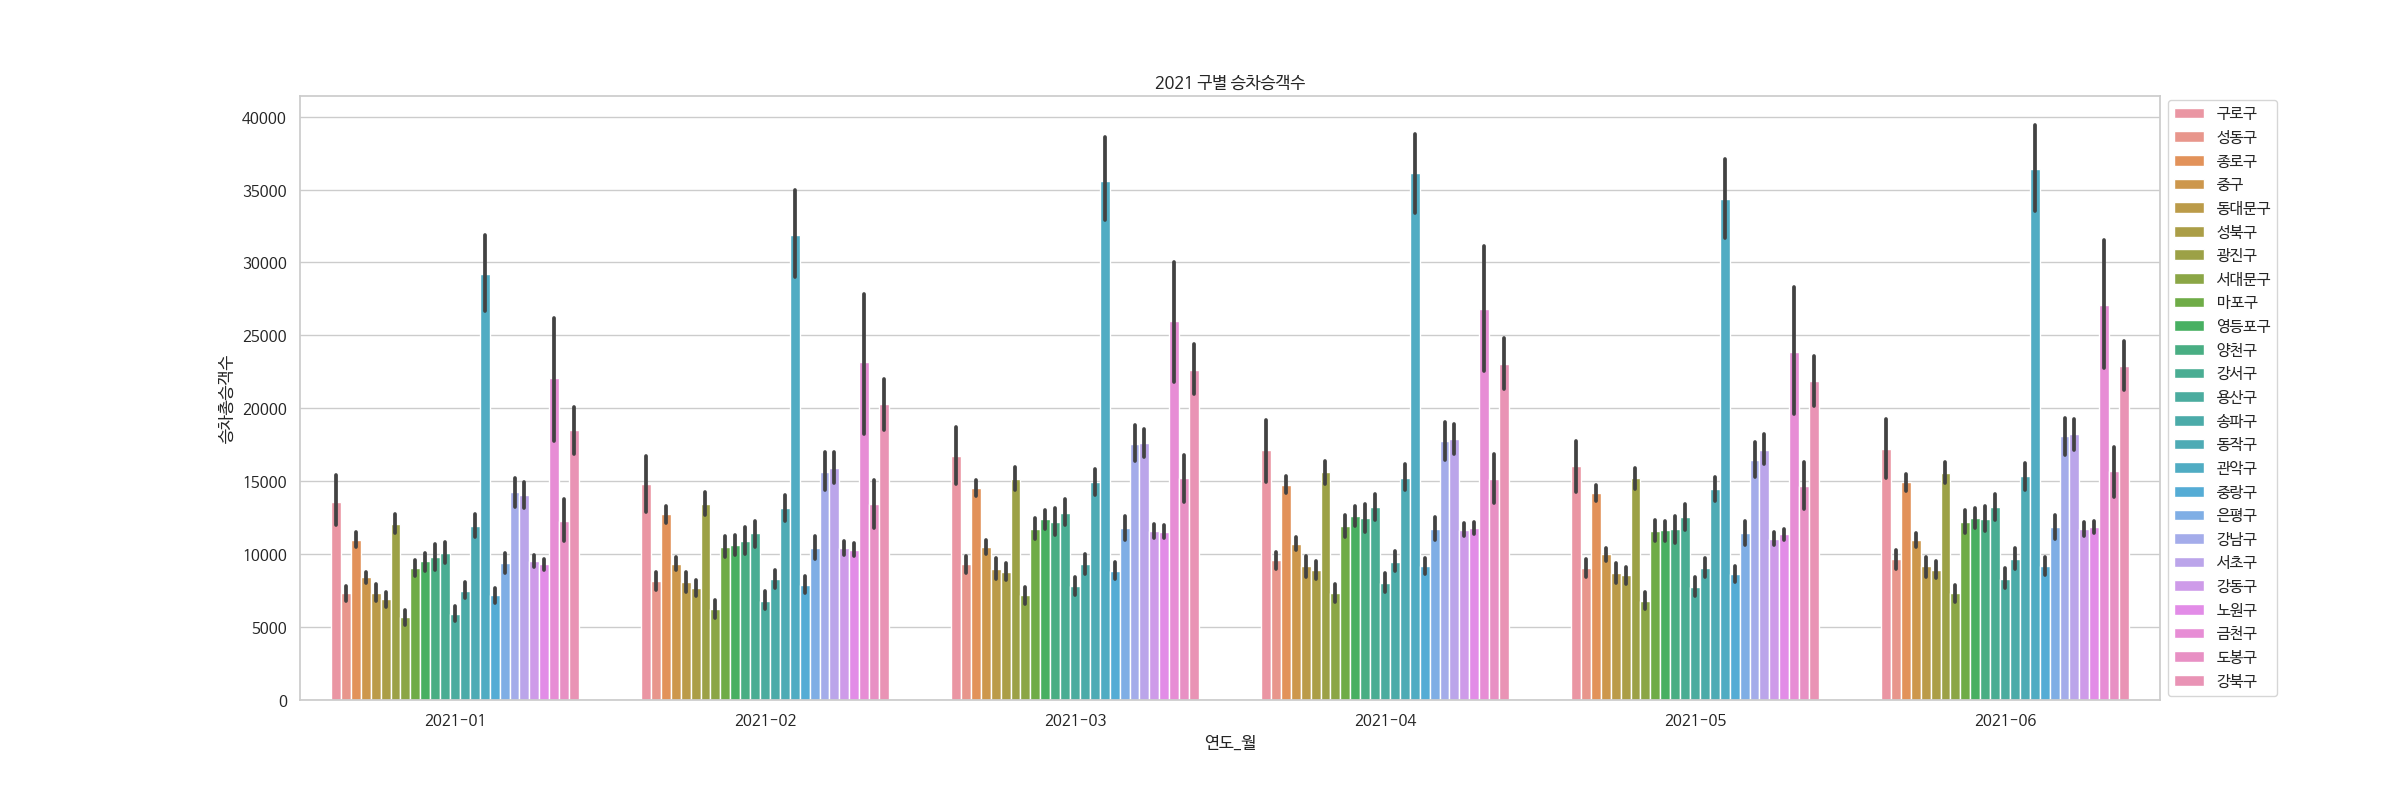 2021 구별 승차승객수
승차총승객수
40000
35000
30000
25000
20000
15000
10000
5000
0
2021-01
2021-02
2021-03
2021-04
2021-05
2021-06
연도_월
구로구
성동구
종로구
중구
동대문구
성북구
광진구
서대문구
마포구
영등포구
양천구
강서구
용산구
송파구
동작구
관악구
중랑구
은평구
강남구
서초구
강동구
노원구
금천구
도봉구
강북구